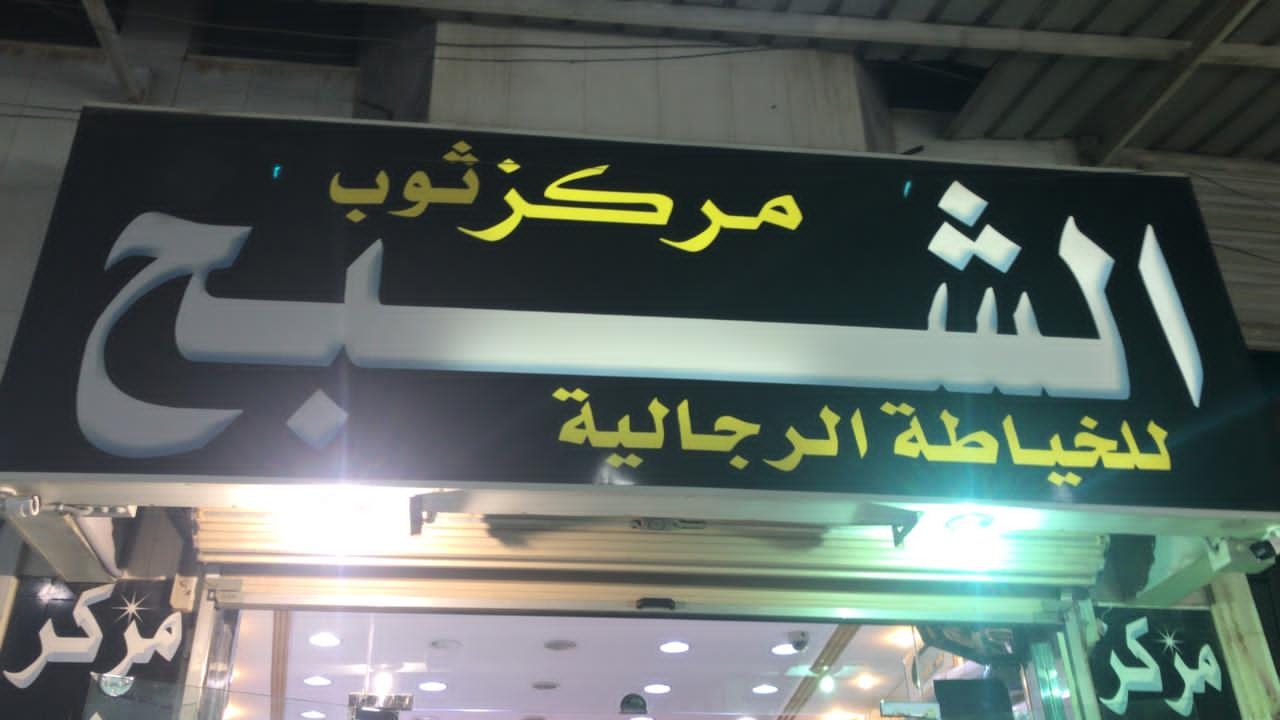 مركز ثوب
الشبح
للخياطة الرجالية
مركز
مركز